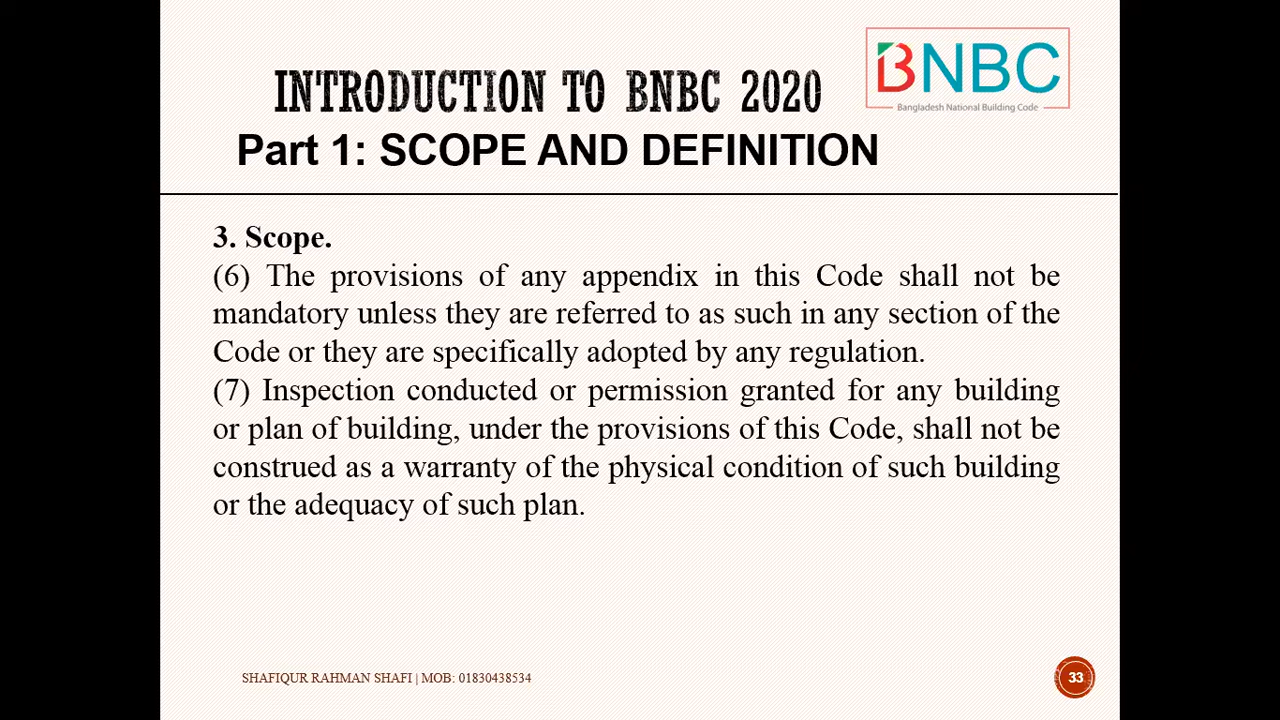 INTRODUCTION TO BNBC 2020
BNBC
Bangladesh National Building Code
Part 1: SCOPE AND DEFINITION
3. Scope.
(6) The provisions of any appendix in this Code shall not be
mandatory unless they are referred to as such in any section of the
Code or they are specifically adopted by any regulation.
(7) Inspection conducted or permission granted for any building
or plan of building, under the provisions of this Code, shall not be
construed as a warranty of the physical condition of such building
or the adequacy of such plan.
SHAFIQUR RAHMAN SHAFI | MOB: 01830438534
33